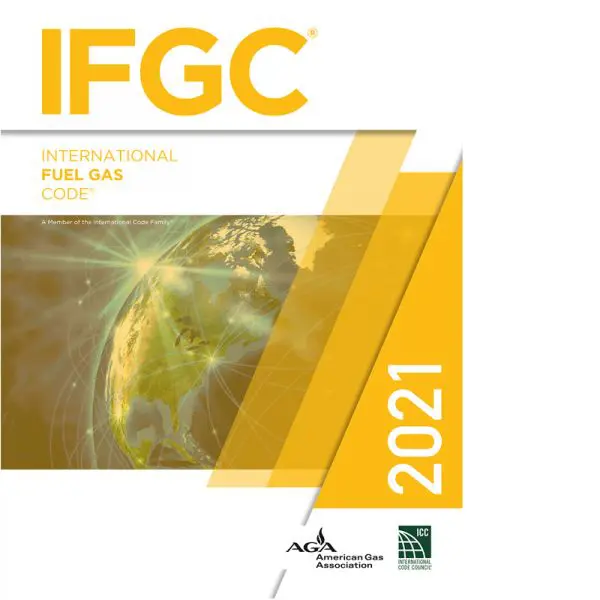 IFGC®
INTERNATIONAL
FUEL GAS
CODE®
A Member of the International Code Family®
2021
AGA
American Gas
Association
ICC
INTERNATIONAL
CODE COUNCIL®